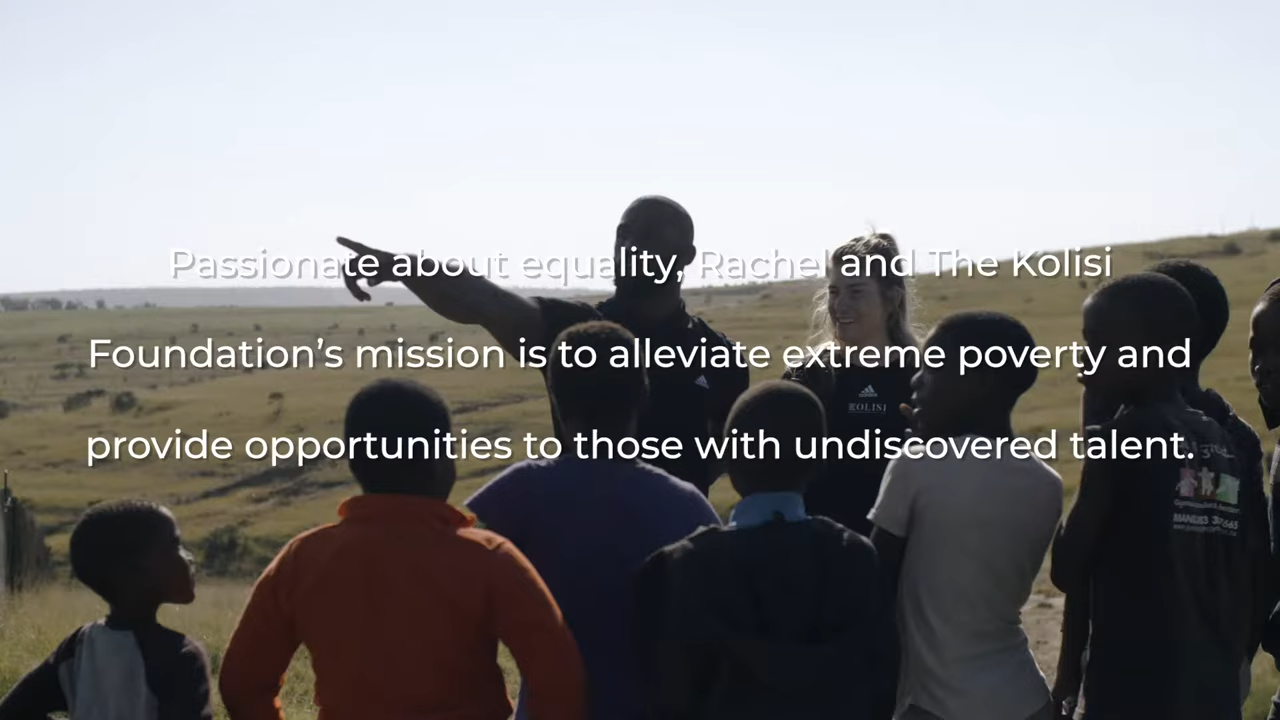 Passionate about equality, Rachel and The Kolisi
Foundation’s mission is to alleviate extreme poverty and
provide opportunities to those with undiscovered talent.
KOLISI